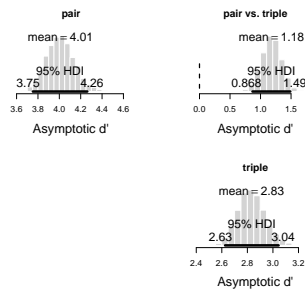 pair
mean = 4.01
95% HDI
3.75 4.26
3.6 3.8 4.0 4.2 4.4 4.6
Asymptotic d'
pair vs. triple
mean = 1.18
95% HDI
0.868 1.49
0.0 0.5 1.0 1.5
Asymptotic d'
triple
mean = 2.83
95% HDI
2.63 3.04
2.4 2.6 2.8 3.0 3.2
Asymptotic d'